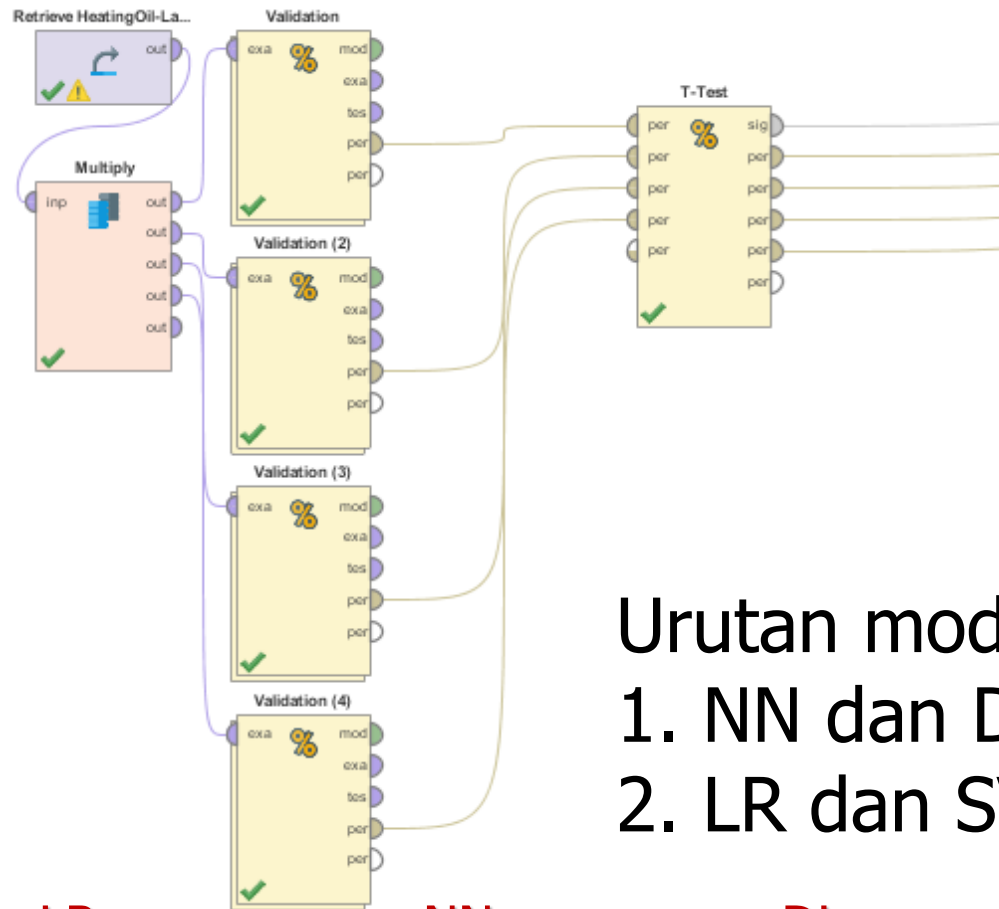 Retrieve HeatingOil-La...
out
Multiply
inp
out
out
out
out
out
Validation
exa
mod
exa
tes
per
per
Validation (2)
exa
mod
exa
tes
per
per
Validation (3)
exa
mod
exa
tes
per
per
Validation (4)
exa
mod
exa
tes
per
per
T-Test
per
sig
per
per
per
per
per
per
per
per
per
Urutan mod
1. NN dan D
2. LR dan S